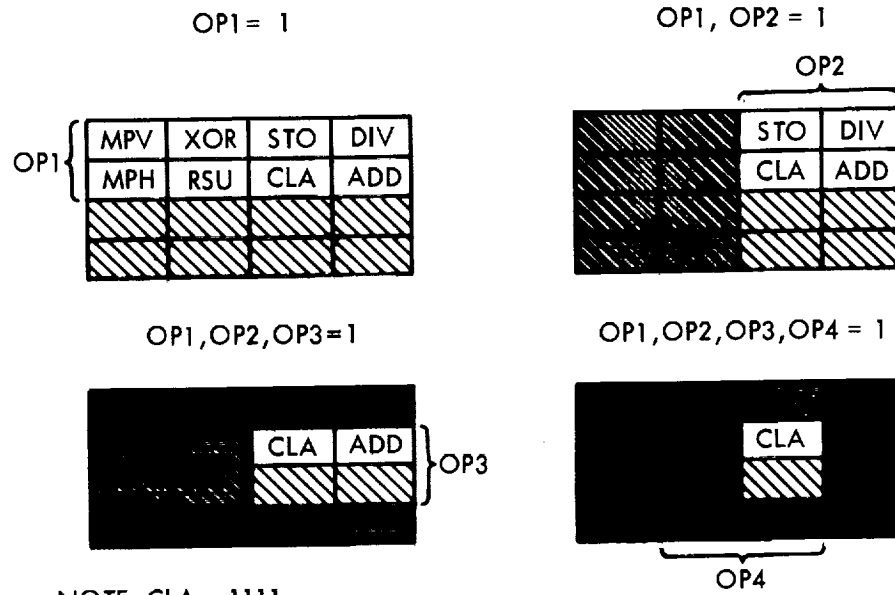 OP1 = 1
OP1
MPV XOR STO DIV
MPH RSU CLA ADD
OP1, OP2 = 1
OP2
STO DIV
CLA ADD
OP1,OP2,OP3=1
CLA ADD
OP3
OP1,OP2,OP3,OP4 = 1
CLA
OP4